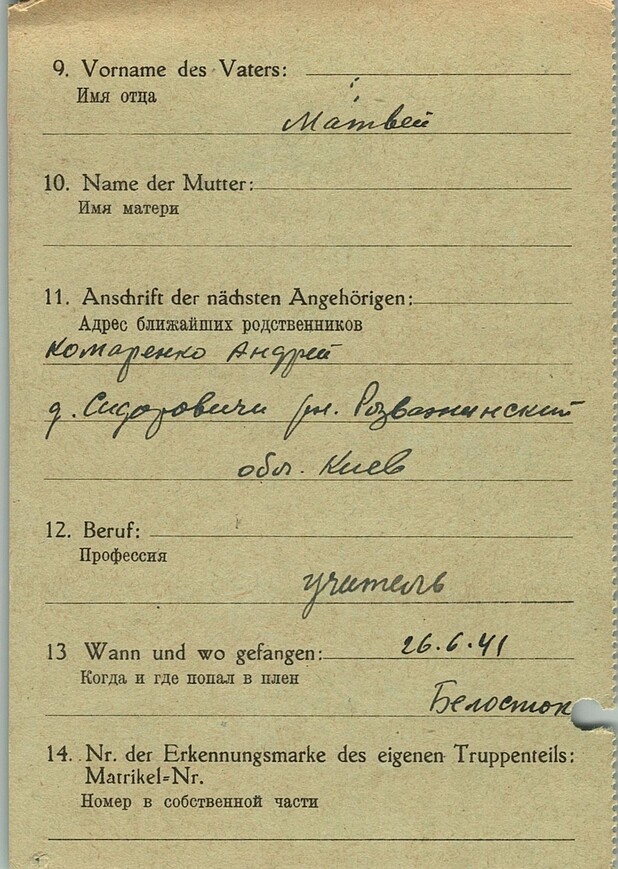 9. Vorname des Vaters:
Имя отца
Матвей
10. Name der Mutter:
Имя матери
11. Anschrift der nächsten Angehörigen:
Адрес ближайших родственников
Комаренко Андрей
д. Сидоровичи рн. Розважинский
обл. Киев
12. Beruf:
Профессия
учитель
13 Wann und wo gefangen: 26.6.41
Когда и где попал в плен
Белосток
14. Nr. der Erkennungsmarke des eigenen Truppenteils:
Matrikel=Nr.
Номер в собственной части